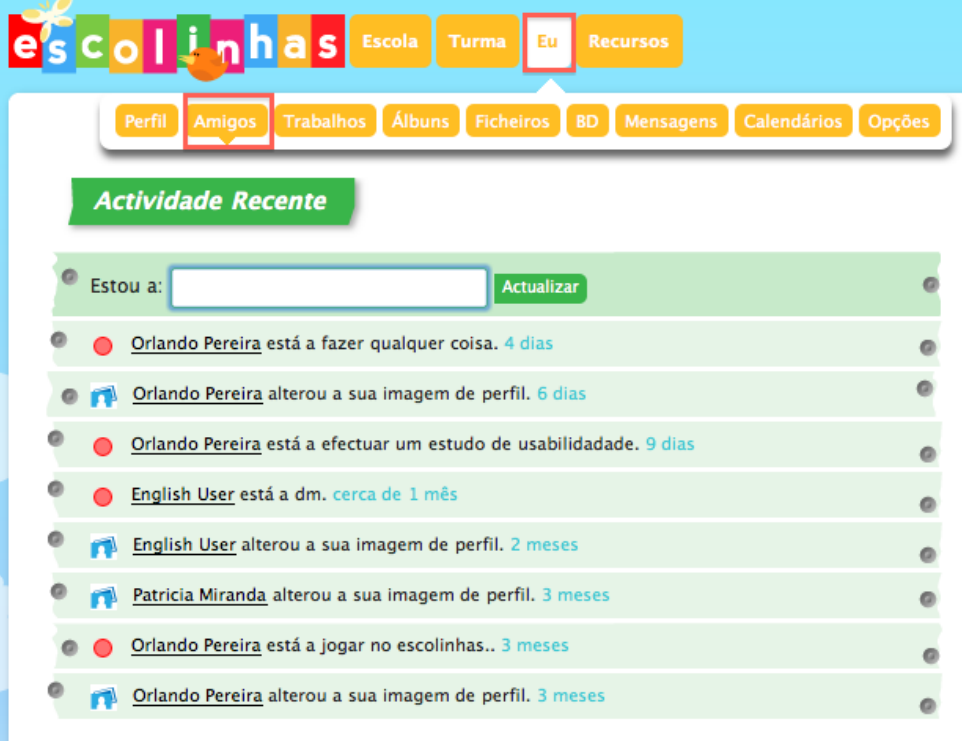 escolinhas Escola Turma Eu Recursos
Perfil Amigos Trabalhos Álbuns Ficheiros BD Mensagens Calendários Opções
Actividade Recente
Estou a: Actualizar
Orlando Pereira está a fazer qualquer coisa. 4 dias
Orlando Pereira alterou a sua imagem de perfil. 6 dias
Orlando Pereira está a efectuar um estudo de usabilidadade. 9 dias
English User está a dm. cerca de 1 mês
English User alterou a sua imagem de perfil. 2 meses
Patricia Miranda alterou a sua imagem de perfil. 3 meses
Orlando Pereira está a jogar no escolinhas.. 3 meses
Orlando Pereira alterou a sua imagem de perfil. 3 meses